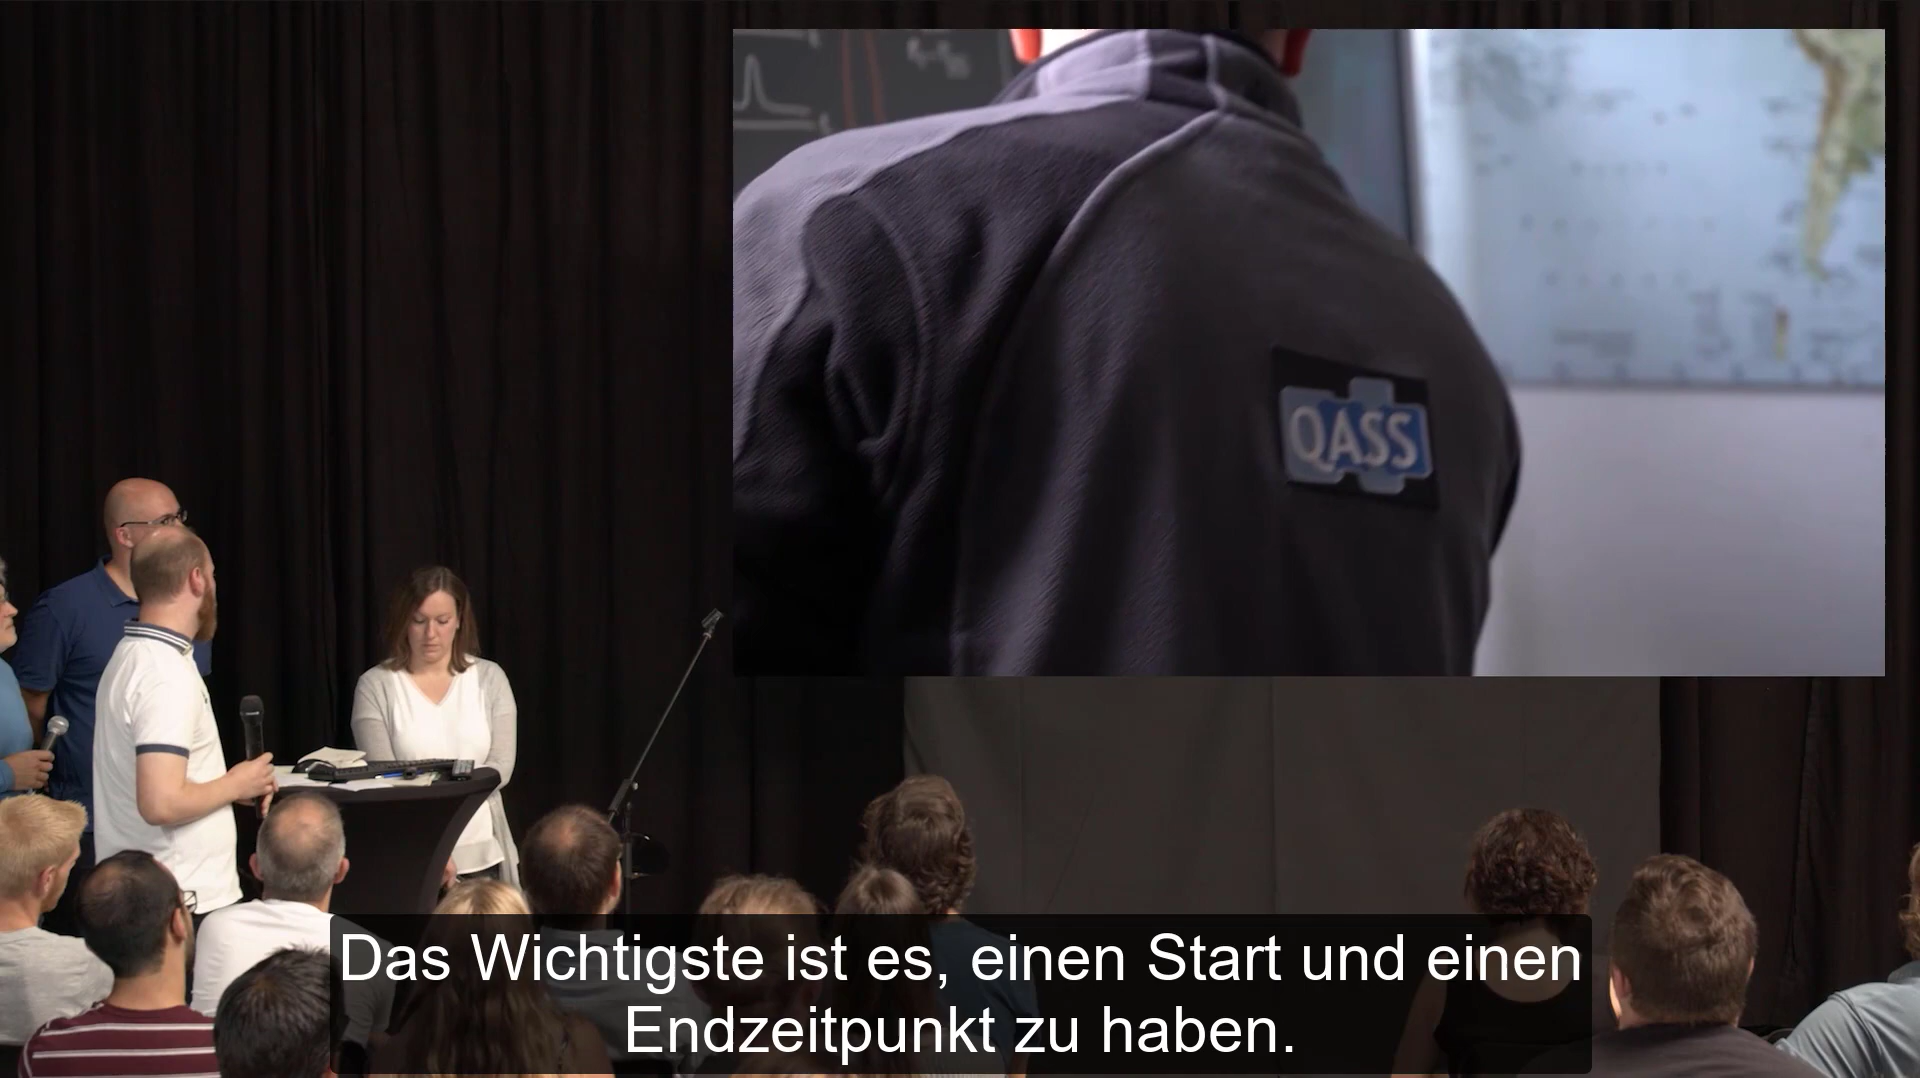 QASS
Das Wichtigste ist es, einen Start und einen
Endzeitpunkt zu haben.